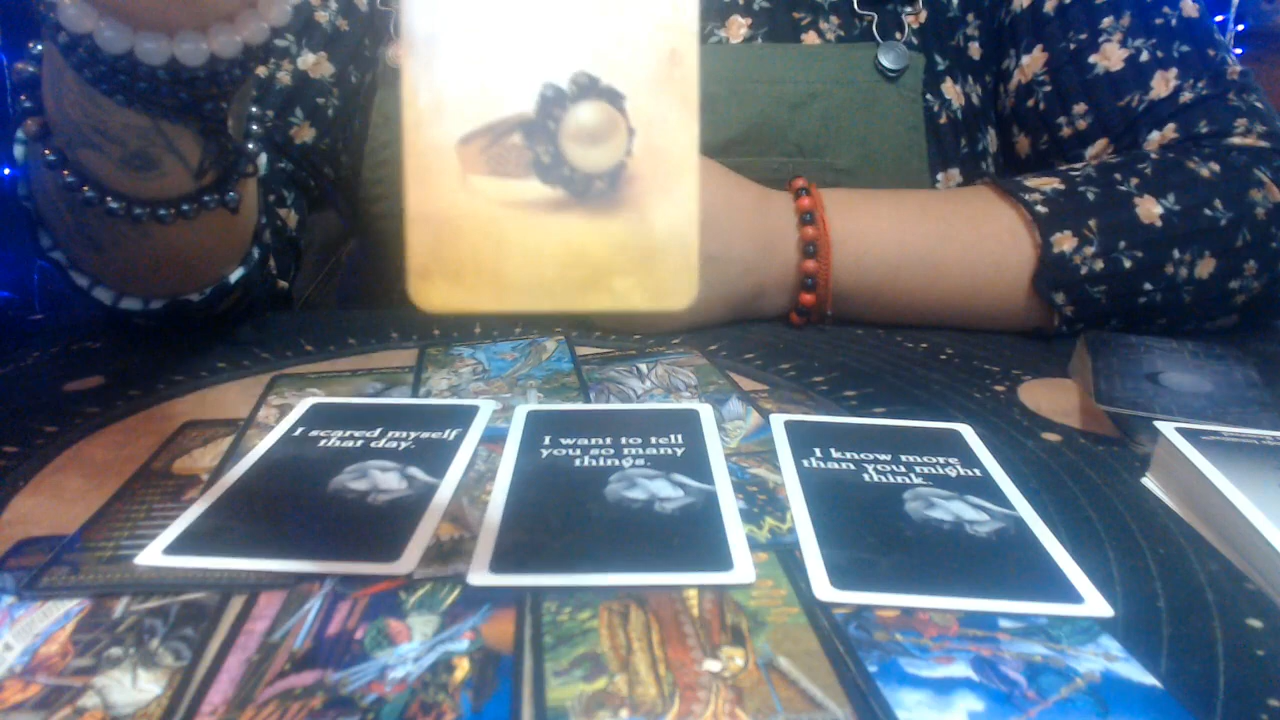 I scared myself
that day.
I want to tell
you so many
things.
I know more
than you might
think.